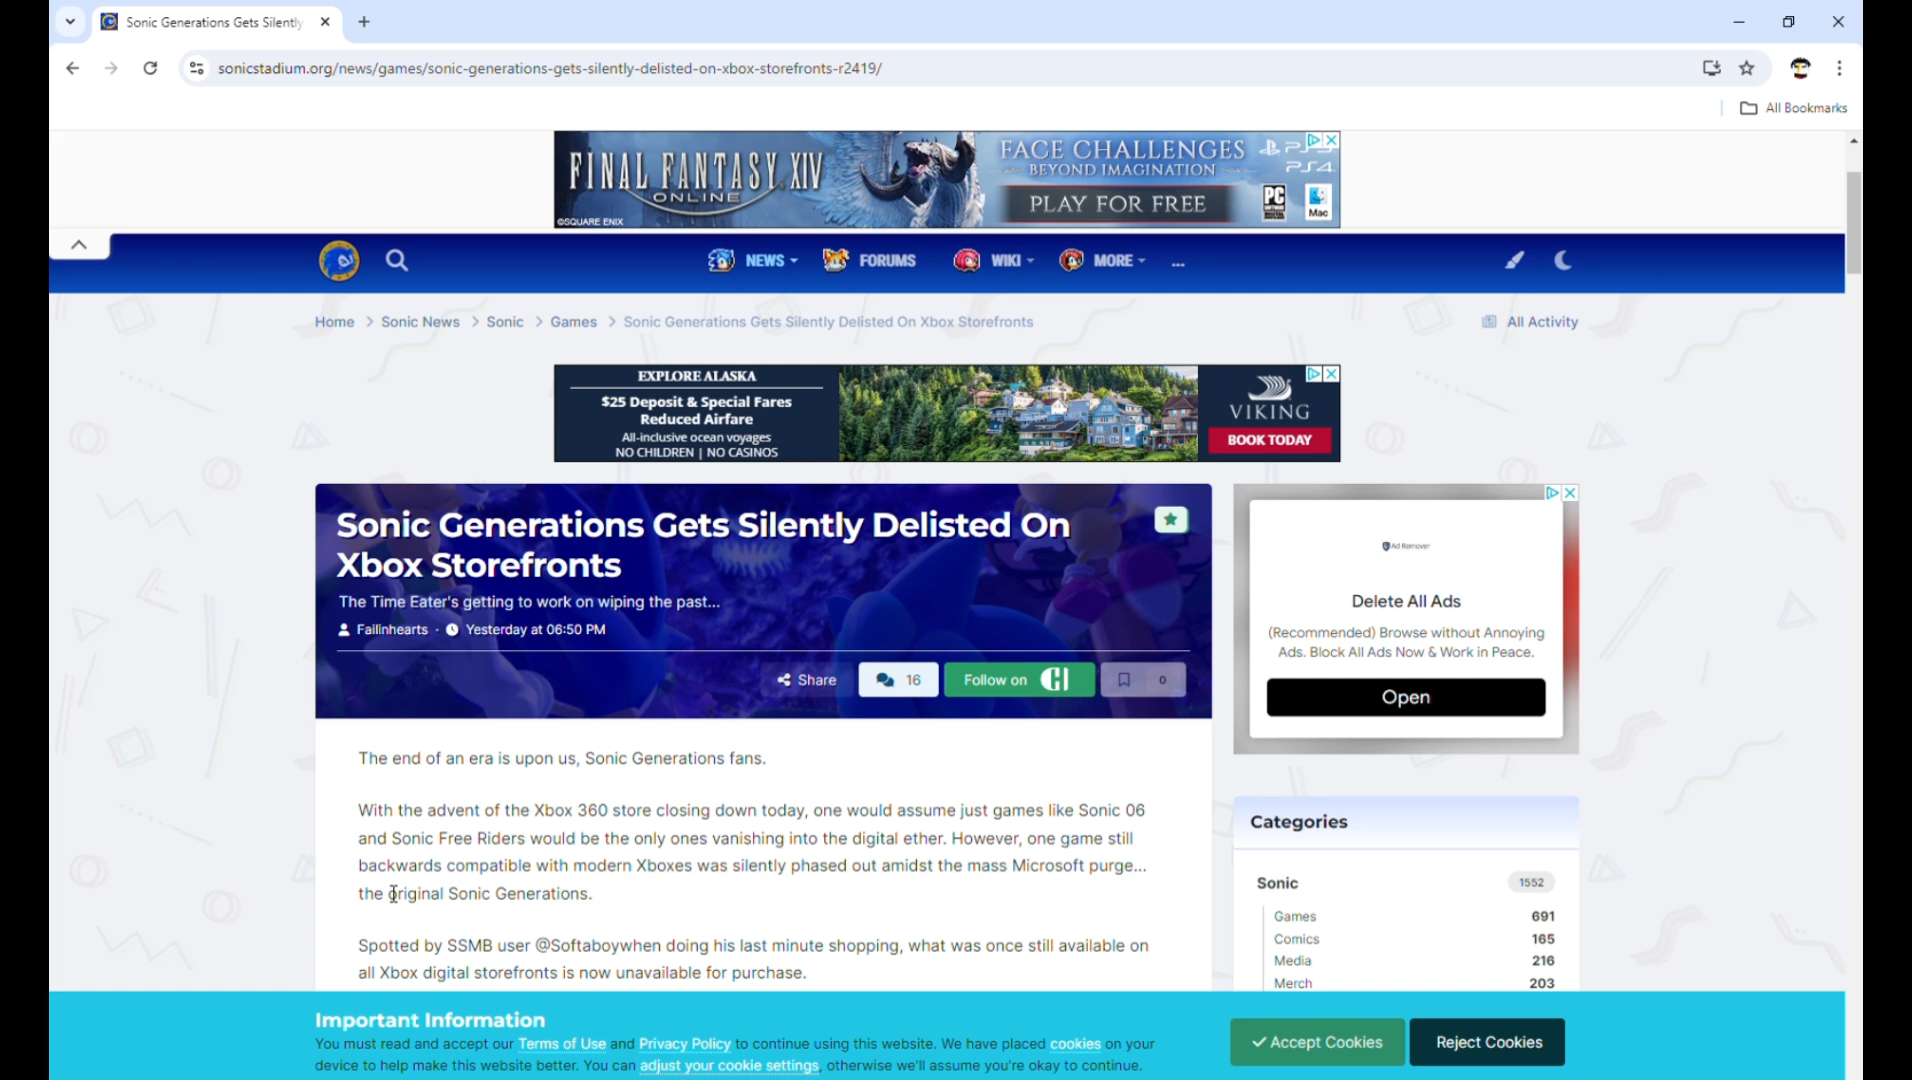 Sonic Generations Gets Silently
sonicstadium.org/news/games/sonic-generations-gets-silently-delisted-on-xbox-storefronts-r2419/
All Bookmarks
FINAL FANTASY XIV
ONLINE
©SQUARE ENIX
FACE CHALLENGES
BEYOND IMAGINATION
PLAY FOR FREE
PS4
PC
Mac
NEWS
FORUMS
WIKI
MORE
...
Home > Sonic News > Sonic > Games > Sonic Generations Gets Silently Delisted On Xbox Storefronts
All Activity
EXPLORE ALASKA
$25 Deposit & Special Fares
Reduced Airfare
All-inclusive ocean voyages
NO CHILDREN | NO CASINOS
VIKING
BOOK TODAY
Sonic Generations Gets Silently Delisted On
Xbox Storefronts
The Time Eater's getting to work on wiping the past...
Failinhearts · Yesterday at 06:50 PM
Share
16
Follow on
0
Ad Remover
Delete All Ads
(Recommended) Browse without Annoying
Ads. Block All Ads Now & Work in Peace.
Open
The end of an era is upon us, Sonic Generations fans.
With the advent of the Xbox 360 store closing down today, one would assume just games like Sonic 06
and Sonic Free Riders would be the only ones vanishing into the digital ether. However, one game still
backwards compatible with modern Xboxes was silently phased out amidst the mass Microsoft purge...
the original Sonic Generations.
Spotted by SSMB user @Softaboywhen doing his last minute shopping, what was once still available on
all Xbox digital storefronts is now unavailable for purchase.
Categories
Sonic 1552
Games 691
Comics 165
Media 216
Merch 203
Important Information
You must read and accept our Terms of Use and Privacy Policy to continue using this website. We have placed cookies on your
device to help make this website better. You can adjust your cookie settings, otherwise we'll assume you're okay to continue.
Accept Cookies
Reject Cookies